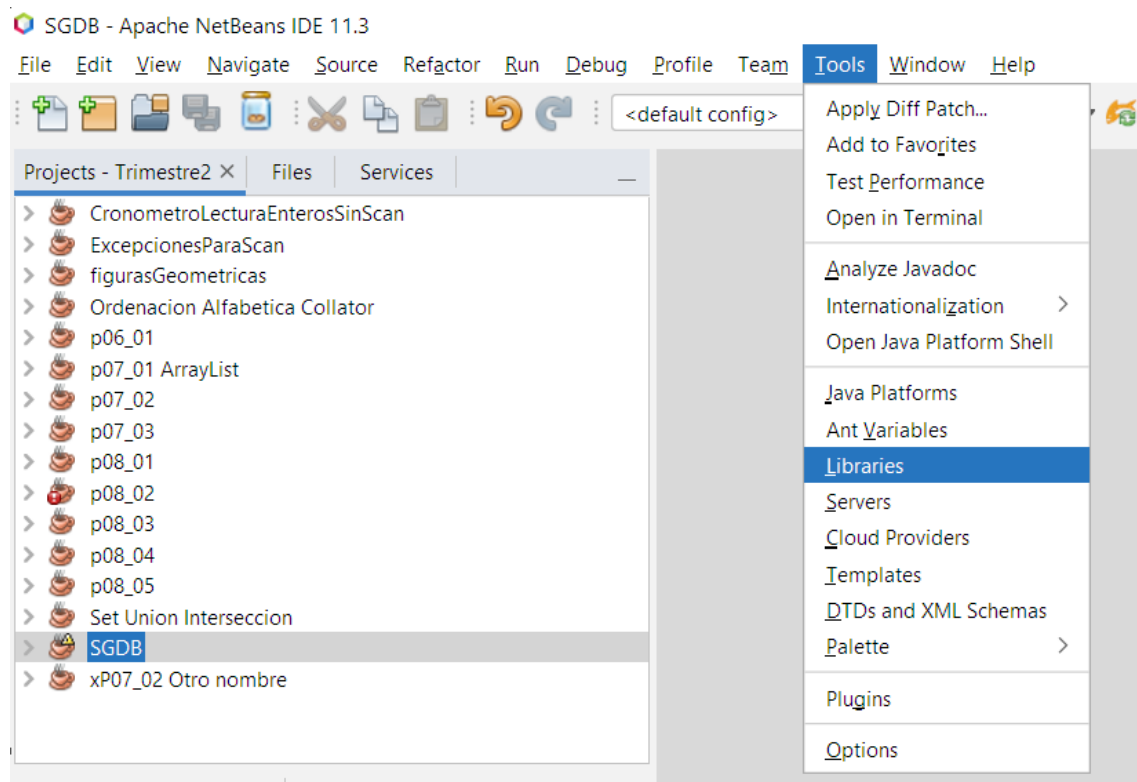 SGDB - Apache NetBeans IDE 11.3
File Edit View Navigate Source Refactor Run Debug Profile Team Tools Window Help
<default config>
Projects - Trimestre2 Files Services
CronometroLecturaEnterosSinScan
ExcepcionesParaScan
figurasGeometricas
Ordenacion Alfabetica Collator
p06_01
p07_01 ArrayList
p07_02
p07_03
p08_01
p08_02
p08_03
p08_04
p08_05
Set Union Interseccion
SGDB
xP07_02 Otro nombre
Apply Diff Patch...
Add to Favorites
Test Performance
Open in Terminal
Analyze Javadoc
Internationalization
Open Java Platform Shell
Java Platforms
Ant Variables
Libraries
Servers
Cloud Providers
Templates
DTDs and XML Schemas
Palette
Plugins
Options